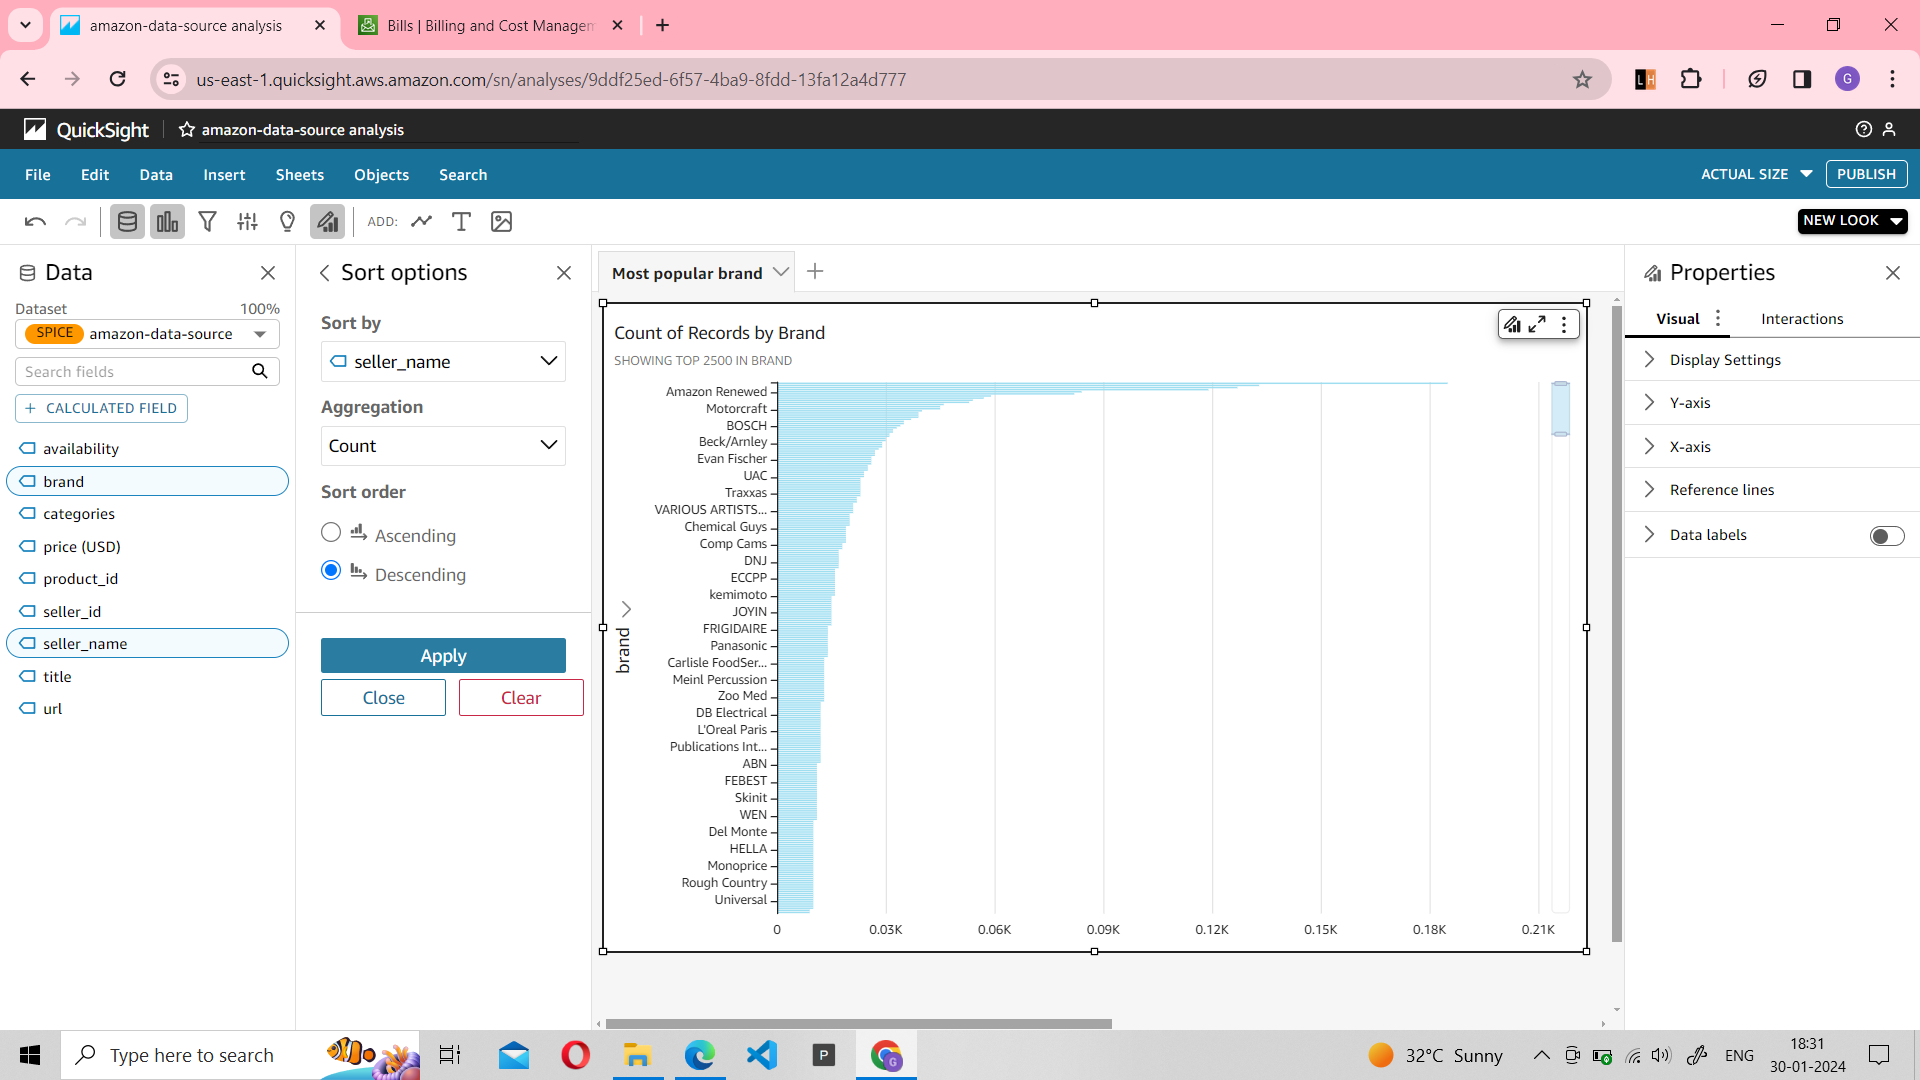 amazon-data-source analysis
Bills | Billing and Cost Managem
us-east-1.quicksight.aws.amazon.com/sn/analyses/9ddf25ed-6f57-4ba9-8fdd-13fa12a4d777
LH
G
QuickSight
amazon-data-source analysis
File Edit Data Insert Sheets Objects Search
ACTUAL SIZE
PUBLISH
ADD:
NEW LOOK
Data
Dataset 100%
SPICE amazon-data-source
Search fields
+ CALCULATED FIELD
availability
brand
categories
price (USD)
product_id
seller_id
seller_name
title
url
Sort options
Sort by
seller_name
Aggregation
Count
Sort order
Ascending
Descending
Apply
Close Clear
Most popular brand
Count of Records by Brand
SHOWING TOP 2500 IN BRAND
brand
Amazon Renewed
Motorcraft
BOSCH
Beck/Arnley
Evan Fischer
UAC
Traxxas
VARIOUS ARTISTS...
Chemical Guys
Comp Cams
DNJ
ECCPP
kemimoto
JOYIN
FRIGIDAIRE
Panasonic
Carlisle FoodSer...
Meinl Percussion
Zoo Med
DB Electrical
L'Oreal Paris
Publications Int...
ABN
FEBEST
Skinit
WEN
Del Monte
HELLA
Monoprice
Rough Country
Universal
0 0.03K 0.06K 0.09K 0.12K 0.15K 0.18K 0.21K
Properties
Visual Interactions
Display Settings
Y-axis
X-axis
Reference lines
Data labels
Type here to search
P
G
32°C Sunny
ENG
18:31
30-01-2024